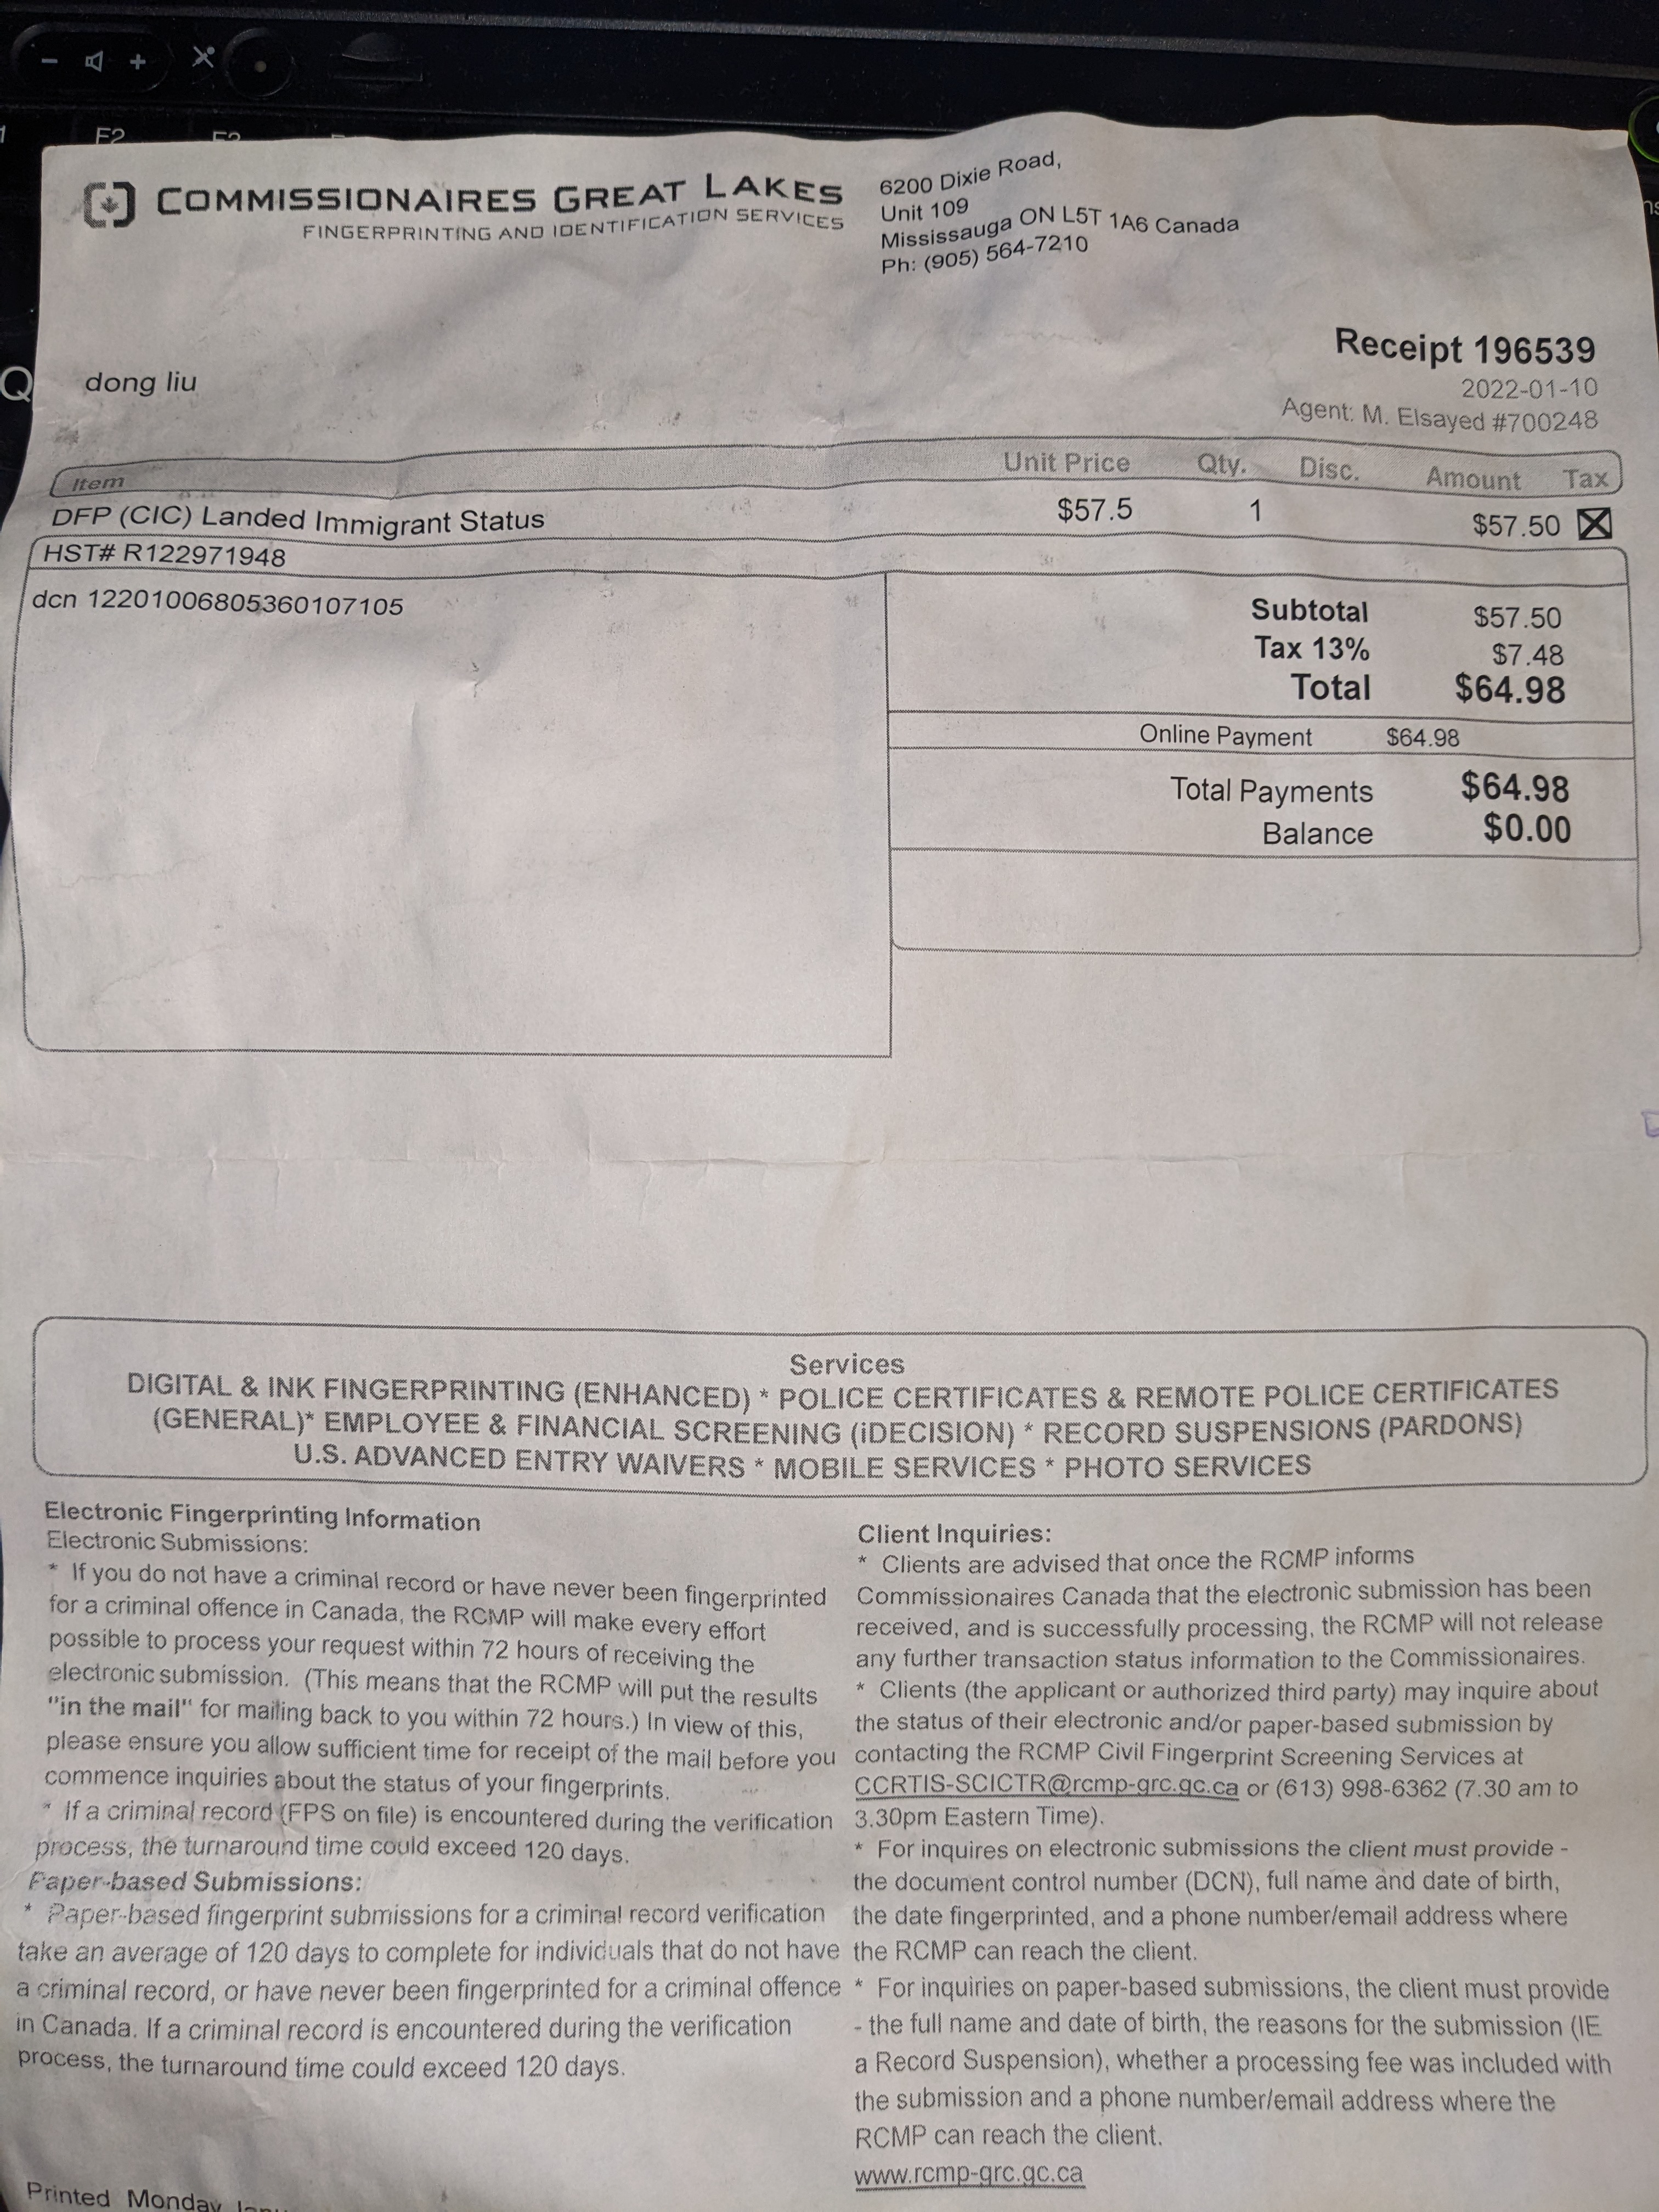 COMMISSIONAIRES GREAT LAKES
FINGERPRINTING AND IDENTIFICATION SERVICES
6200 Dixie Road,
Unit 109
Mississauga ON L5T 1A6 Canada
Ph: (905) 564-7210
Receipt 196539
2022-01-10
Agent: M. Elsayed #700248
dong liu
Item Unit Price Qty. Disc. Amount Tax
DFP (CIC) Landed Immigrant Status $57.5 1 $57.50
HST# R122971948
dcn 12201006805360107105
Subtotal $57.50
Tax 13% $7.48
Total $64.98
Online Payment $64.98
Total Payments $64.98
Balance $0.00
Services
DIGITAL & INK FINGERPRINTING (ENHANCED) * POLICE CERTIFICATES & REMOTE POLICE CERTIFICATES
(GENERAL)* EMPLOYEE & FINANCIAL SCREENING (iDECISION) * RECORD SUSPENSIONS (PARDONS)
U.S. ADVANCED ENTRY WAIVERS * MOBILE SERVICES * PHOTO SERVICES
Electronic Fingerprinting Information
Electronic Submissions:
* If you do not have a criminal record or have never been fingerprinted
for a criminal offence in Canada, the RCMP will make every effort
possible to process your request within 72 hours of receiving the
electronic submission. (This means that the RCMP will put the results
"in the mail" for mailing back to you within 72 hours.) In view of this,
please ensure you allow sufficient time for receipt of the mail before you
commence inquiries about the status of your fingerprints.
* If a criminal record (FPS on file) is encountered during the verification
process, the turnaround time could exceed 120 days.
Paper-based Submissions:
* Paper-based fingerprint submissions for a criminal record verification
take an average of 120 days to complete for individuals that do not have
a criminal record, or have never been fingerprinted for a criminal offence
in Canada. If a criminal record is encountered during the verification
process, the turnaround time could exceed 120 days.
Client Inquiries:
* Clients are advised that once the RCMP informs
Commissionaires Canada that the electronic submission has been
received, and is successfully processing, the RCMP will not release
any further transaction status information to the Commissionaires.
* Clients (the applicant or authorized third party) may inquire about
the status of their electronic and/or paper-based submission by
contacting the RCMP Civil Fingerprint Screening Services at
CCRTIS-SCICTR@rcmp-grc.gc.ca or (613) 998-6362 (7.30 am to
3.30pm Eastern Time).
* For inquires on electronic submissions the client must provide -
the document control number (DCN), full name and date of birth,
the date fingerprinted, and a phone number/email address where
the RCMP can reach the client.
* For inquiries on paper-based submissions, the client must provide
- the full name and date of birth, the reasons for the submission (IE
a Record Suspension), whether a processing fee was included with
the submission and a phone number/email address where the
RCMP can reach the client.
www.rcmp-grc.gc.ca
Printed Monday